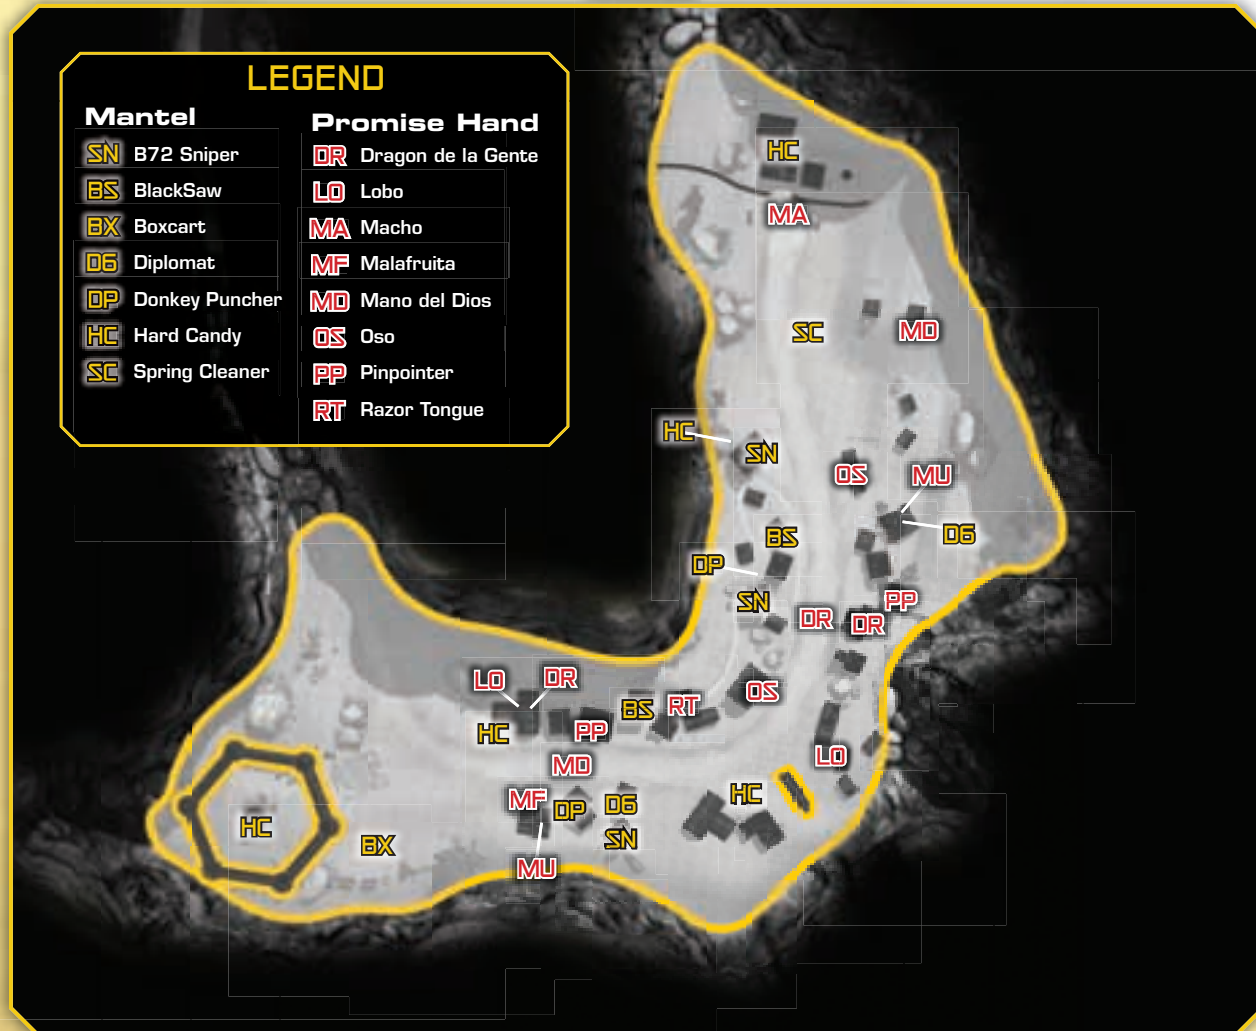 LEGEND
Mantel
SN B72 Sniper
BS BlackSaw
BX Boxcart
D6 Diplomat
DP Donkey Puncher
HC Hard Candy
SC Spring Cleaner
Promise Hand
DR Dragon de la Gente
LO Lobo
MA Macho
MF Malafruita
MD Mano del Dios
OS Oso
PP Pinpointer
RT Razor Tongue
HC
MA
SC
MD
HC
SN
OS
MU
BS
D6
DP
SN
PP
DR
DR
LO
DR
OS
BS
RT
HC
PP
LO
MD
HC
MF
DP
D6
HC
SN
BX
MU